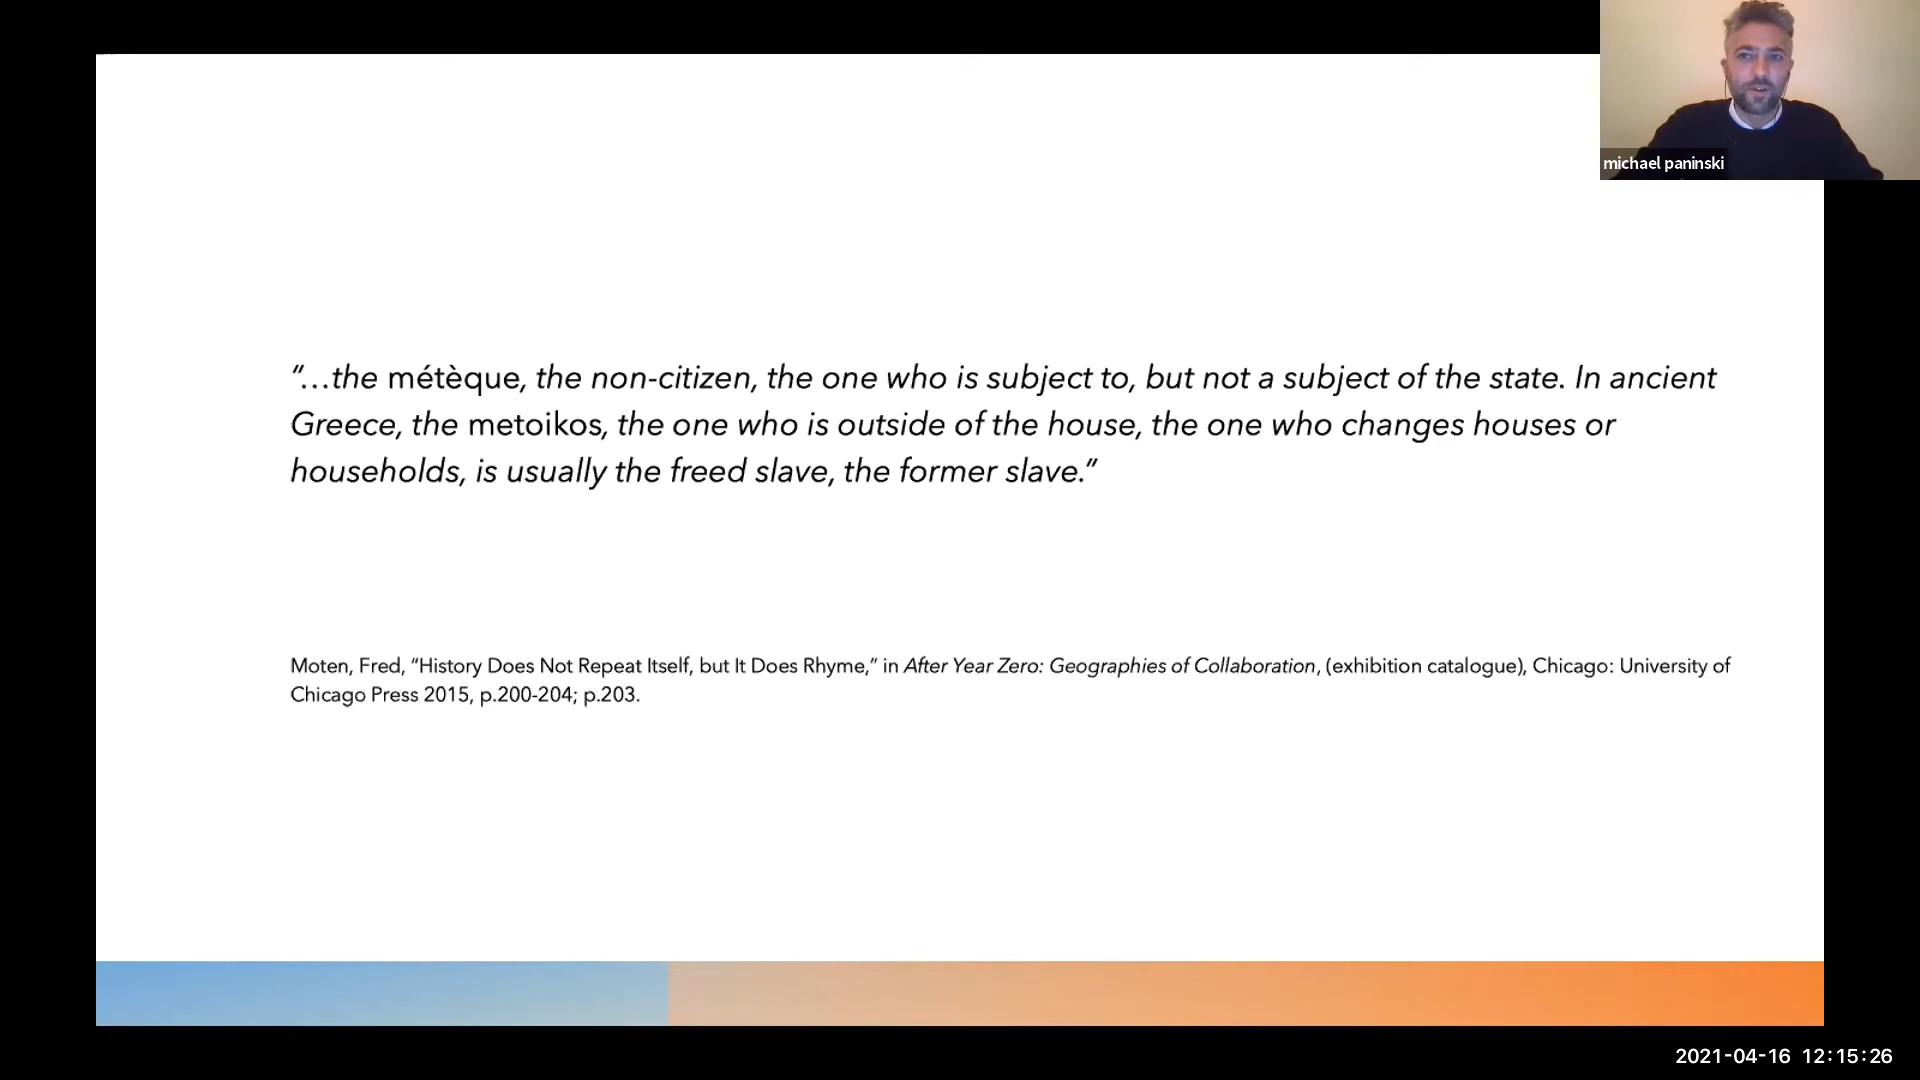 michael paninski
“…the métèque, the non-citizen, the one who is subject to, but not a subject of the state. In ancient
Greece, the metoikos, the one who is outside of the house, the one who changes houses or
households, is usually the freed slave, the former slave.”
Moten, Fred, “History Does Not Repeat Itself, but It Does Rhyme,” in After Year Zero: Geographies of Collaboration, (exhibition catalogue), Chicago: University of
Chicago Press 2015, p.200-204; p.203.
2021-04-16 12:15:26